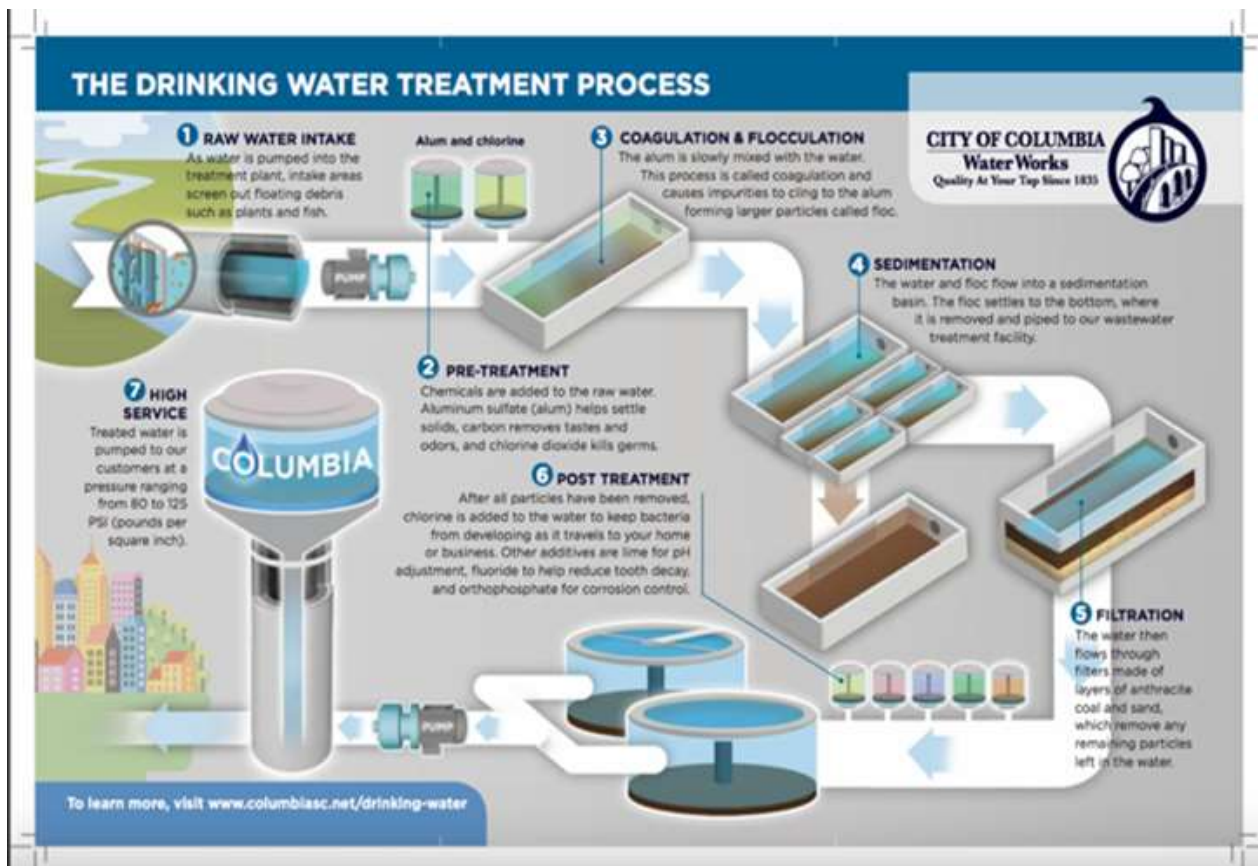 THE DRINKING WATER TREATMENT PROCESS
CITY OF COLUMBIA
Water Works
Quality At Your Tap Since 1835
1 RAW WATER INTAKE
As water is pumped into the
treatment plant, intake areas
screen out floating debris
such as plants and fish.
Alum and chlorine
PUMP
2 PRE-TREATMENT
Chemicals are added to the raw water.
Aluminum sulfate (alum) helps settle
solids, carbon removes tastes and
odors, and chlorine dioxide kills germs.
3 COAGULATION & FLOCCULATION
The alum is slowly mixed with the water.
This process is called coagulation and
causes impurities to cling to the alum
forming larger particles called floc.
4 SEDIMENTATION
The water and floc flow into a sedimentation
basin. The floc settles to the bottom, where
it is removed and piped to our wastewater
treatment facility.
5 FILTRATION
The water then
flows through
filters made of
layers of anthracite
coal and sand,
which remove any
remaining particles
left in the water.
6 POST TREATMENT
After all particles have been removed,
chlorine is added to the water to keep bacteria
from developing as it travels to your home
or business. Other additives are lime for pH
adjustment, fluoride to help reduce tooth decay,
and orthophosphate for corrosion control.
PUMP
7 HIGH
SERVICE
Treated water is
pumped to our
customers at a
pressure ranging
from 60 to 125
PSI (pounds per
square inch).
COLUMBIA
To learn more, visit www.columbiasc.net/drinking-water